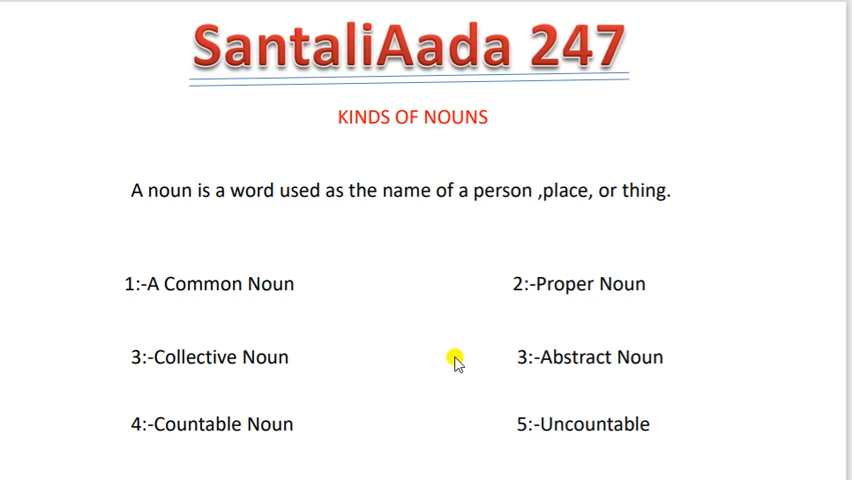 SantaliAada 247
KINDS OF NOUNS
A noun is a word used as the name of a person ,place, or thing.
1:-A Common Noun
2:-Proper Noun
3:-Collective Noun
3:-Abstract Noun
4:-Countable Noun
5:-Uncountable